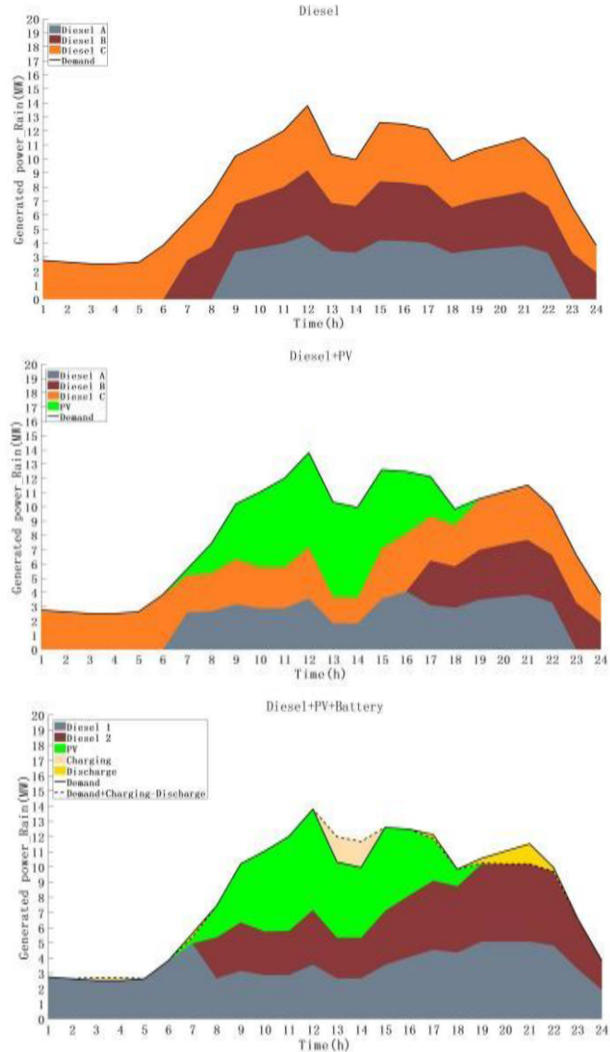 Diesel
Generated power_Rain(MW)
20
19
18
17
16
15
14
13
12
11
10
9
8
7
6
5
4
3
2
1
0
Diesel A
Diesel B
Diesel C
Demand
1 2 3 4 5 6 7 8 9 10 11 12 13 14 15 16 17 18 19 20 21 22 23 24
Time(h)
Diesel+PV
Generated power_Rain(MW)
20
19
18
17
16
15
14
13
12
11
10
9
8
7
6
5
4
3
2
1
0
Diesel A
Diesel B
Diesel C
PV
Demand
1 2 3 4 5 6 7 8 9 10 11 12 13 14 15 16 17 18 19 20 21 22 23 24
Time(h)
Diesel+PV+Battery
Generated power_Rain(MW)
20
19
18
17
16
15
14
13
12
11
10
9
8
7
6
5
4
3
2
1
0
Diesel 1
Diesel 2
PV
Charging
Discharge
Demand
Demand+Charging-Discharge
1 2 3 4 5 6 7 8 9 10 11 12 13 14 15 16 17 18 19 20 21 22 23 24
Time(h)